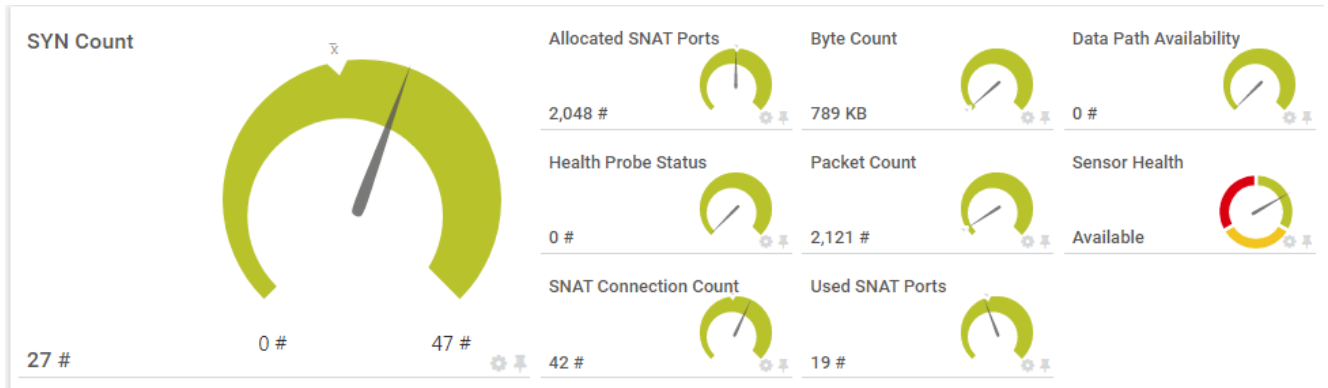 SYN Count
x̄
0 #
47 #
27 #
Allocated SNAT Ports
2,048 #
Byte Count
789 KB
Data Path Availability
0 #
Health Probe Status
0 #
Packet Count
2,121 #
Sensor Health
Available
SNAT Connection Count
42 #
Used SNAT Ports
19 #